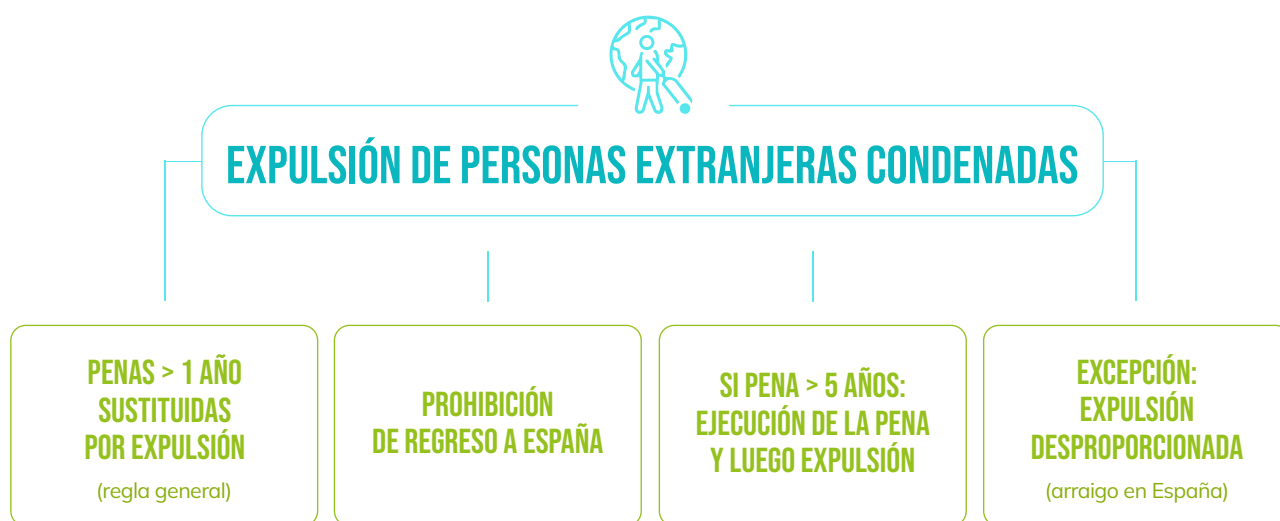 EXPULSIÓN DE PERSONAS EXTRANJERAS CONDENADAS
PENAS > 1 AÑO
SUSTITUIDAS
POR EXPULSIÓN
(regla general)
PROHIBICIÓN
DE REGRESO A ESPAÑA
SI PENA > 5 AÑOS:
EJECUCIÓN DE LA PENA
Y LUEGO EXPULSIÓN
EXCEPCIÓN:
EXPULSIÓN
DESPROPORCIONADA
(arraigo en España)